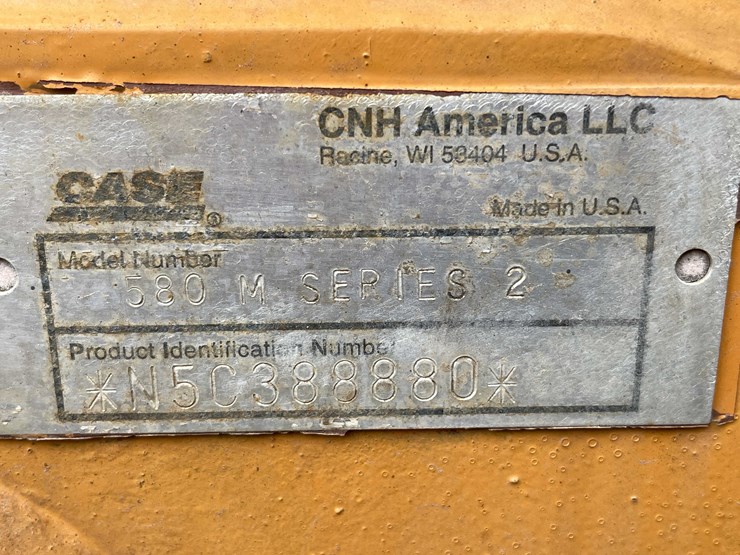 CNH America LLC
Racine, WI 53404 U.S.A.
CASE ®
Made in U.S.A.
Model Number
580 M SERIES 2
Product Identification Number
*N5C388880*